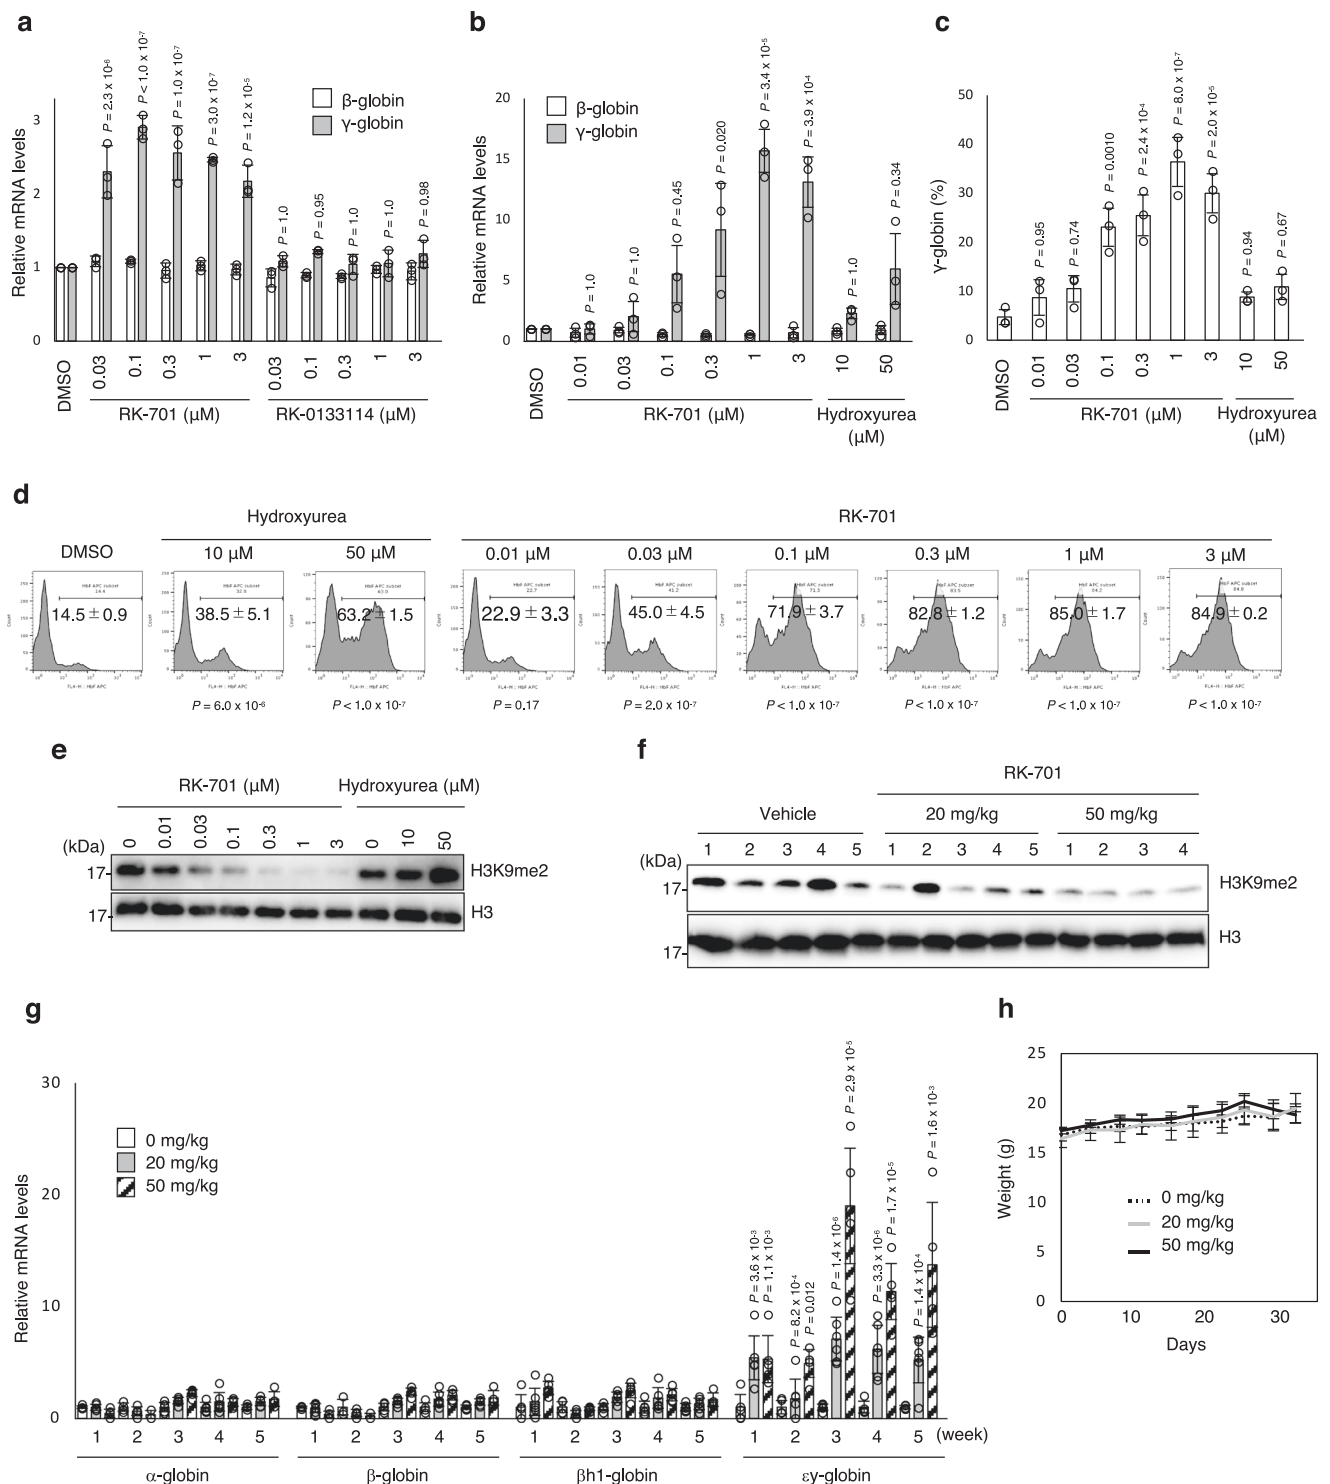 a
Relative mRNA levels
0
1
2
3
β-globin
γ-globin
P = 2.3 x 10⁻⁶
P < 1.0 x 10⁻⁷
P = 1.0 x 10⁻⁷
P = 3.0 x 10⁻⁷
P = 1.2 x 10⁻⁵
P = 1.0
P = 0.95
P = 1.0
P = 1.0
P = 0.98
DMSO
0.03
0.1
0.3
1
3
0.03
0.1
0.3
1
3
RK-701 (μM)
RK-0133114 (μM)
b
Relative mRNA levels
0
5
10
15
20
β-globin
γ-globin
P = 1.0
P = 1.0
P = 0.45
P = 0.020
P = 3.4 x 10⁻⁵
P = 3.9 x 10⁻⁴
P = 1.0
P = 0.34
DMSO
0.01
0.03
0.1
0.3
1
3
10
50
RK-701 (μM)
Hydroxyurea
(μM)
c
γ-globin (%)
0
10
20
30
40
50
P = 0.95
P = 0.74
P = 0.0010
P = 2.4 x 10⁻⁴
P = 8.0 x 10⁻⁷
P = 2.0 x 10⁻⁵
P = 0.94
P = 0.67
DMSO
0.01
0.03
0.1
0.3
1
3
10
50
RK-701 (μM)
Hydroxyurea
(μM)
d
Hydroxyurea
RK-701
DMSO
10 μM
50 μM
0.01 μM
0.03 μM
0.1 μM
0.3 μM
1 μM
3 μM
14.5 ± 0.9
38.5 ± 5.1
63.2 ± 1.5
22.9 ± 3.3
45.0 ± 4.5
71.9 ± 3.7
82.8 ± 1.2
85.0 ± 1.7
84.9 ± 0.2
P = 6.0 x 10⁻⁶
P < 1.0 x 10⁻⁷
P = 0.17
P = 2.0 x 10⁻⁷
P < 1.0 x 10⁻⁷
P < 1.0 x 10⁻⁷
P < 1.0 x 10⁻⁷
P < 1.0 x 10⁻⁷
e
RK-701 (μM)
Hydroxyurea (μM)
(kDa)
0
0.01
0.03
0.1
0.3
1
3
0
10
50
17-
H3K9me2
17-
H3
f
RK-701
Vehicle
20 mg/kg
50 mg/kg
(kDa)
1 2 3 4 5 1 2 3 4 5 1 2 3 4
17-
H3K9me2
17-
H3
g
Relative mRNA levels
0
10
20
30
0 mg/kg
20 mg/kg
50 mg/kg
P = 3.6 x 10⁻³
P = 1.1 x 10⁻³
P = 8.2 x 10⁻⁴
P = 0.012
P = 1.4 x 10⁻⁶
P = 2.9 x 10⁻⁵
P = 3.3 x 10⁻⁶
P = 1.7 x 10⁻⁵
P = 1.4 x 10⁻⁴
P = 1.6 x 10⁻³
1 2 3 4 5 1 2 3 4 5 1 2 3 4 5 1 2 3 4 5 (week)
α-globin
β-globin
βh1-globin
εy-globin
h
Weight (g)
0
5
10
15
20
25
0 mg/kg
20 mg/kg
50 mg/kg
0 10 20 30
Days